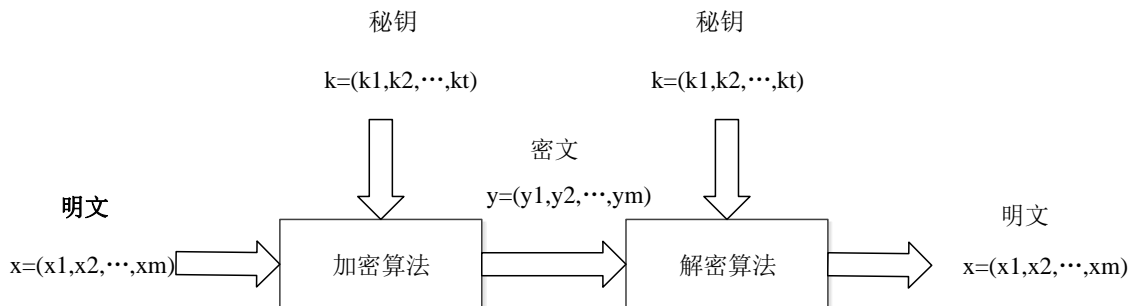 秘钥
秘钥
k=(k1,k2,⋯,kt)
k=(k1,k2,⋯,kt)
密文
y=(y1,y2,⋯,ym)
明文
明文
x=(x1,x2,⋯,xm)
加密算法
解密算法
x=(x1,x2,⋯,xm)